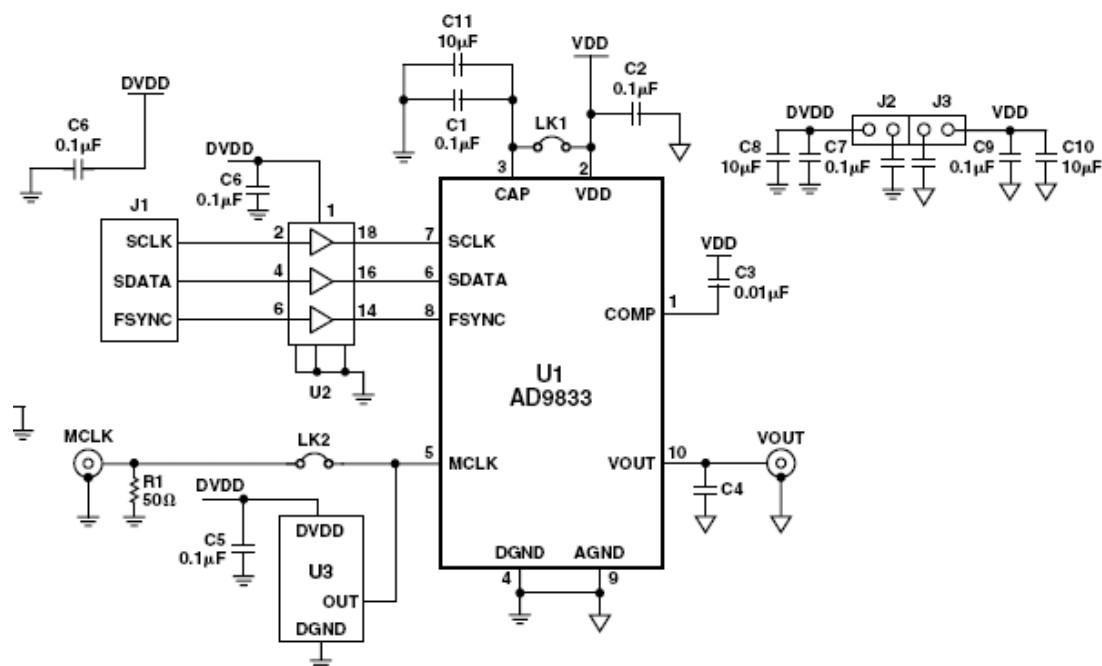 C11
10µF
VDD
C2
0.1µF
DVDD
C6
0.1µF
C1
0.1µF
LK1
DVDD
J2
J3
VDD
C8
10µF
C7
0.1µF
C9
0.1µF
C10
10µF
DVDD
C6
0.1µF
3
2
CAP
VDD
J1
1
SCLK
2
18
7
SCLK
SDATA
4
16
6
SDATA
FSYNC
6
14
8
FSYNC
VDD
C3
0.01µF
1
COMP
U2
U1
AD9833
MCLK
LK2
5
MCLK
VOUT
10
VOUT
R1
50Ω
C4
DVDD
C5
0.1µF
DVDD
U3
OUT
DGND
DGND
AGND
4
9